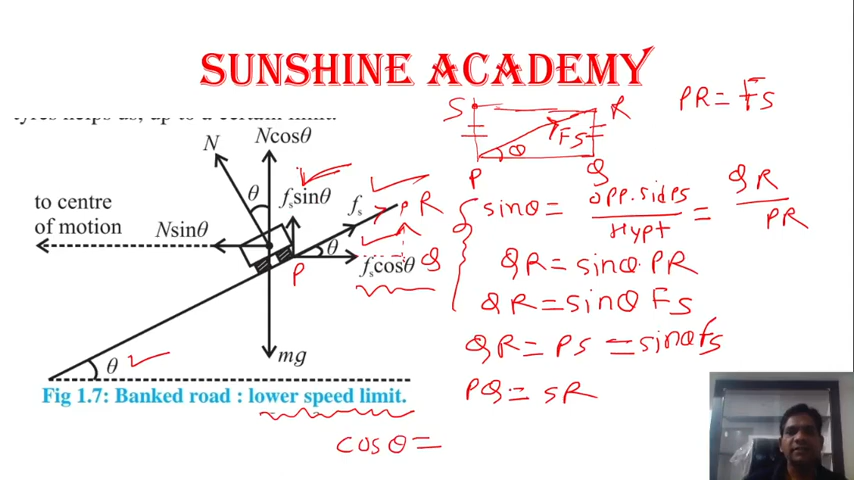 SUNSHINE ACADEMY
tyres helps us, up to a certain limit.
S R PR = Fs
Fs
θ
P Q
N Ncosθ
θ
fₛsinθ
fₛ
R
to centre
of motion
Nsinθ
θ
P
fₛcosθ
Q
mg
θ
Fig 1.7: Banked road : lower speed limit.
sinθ = opp.sides / Hypt = QR / PR
QR = sinθ. PR
QR = sinθ Fs
QR = PS = sinθ fs
PQ = SR
cosθ =